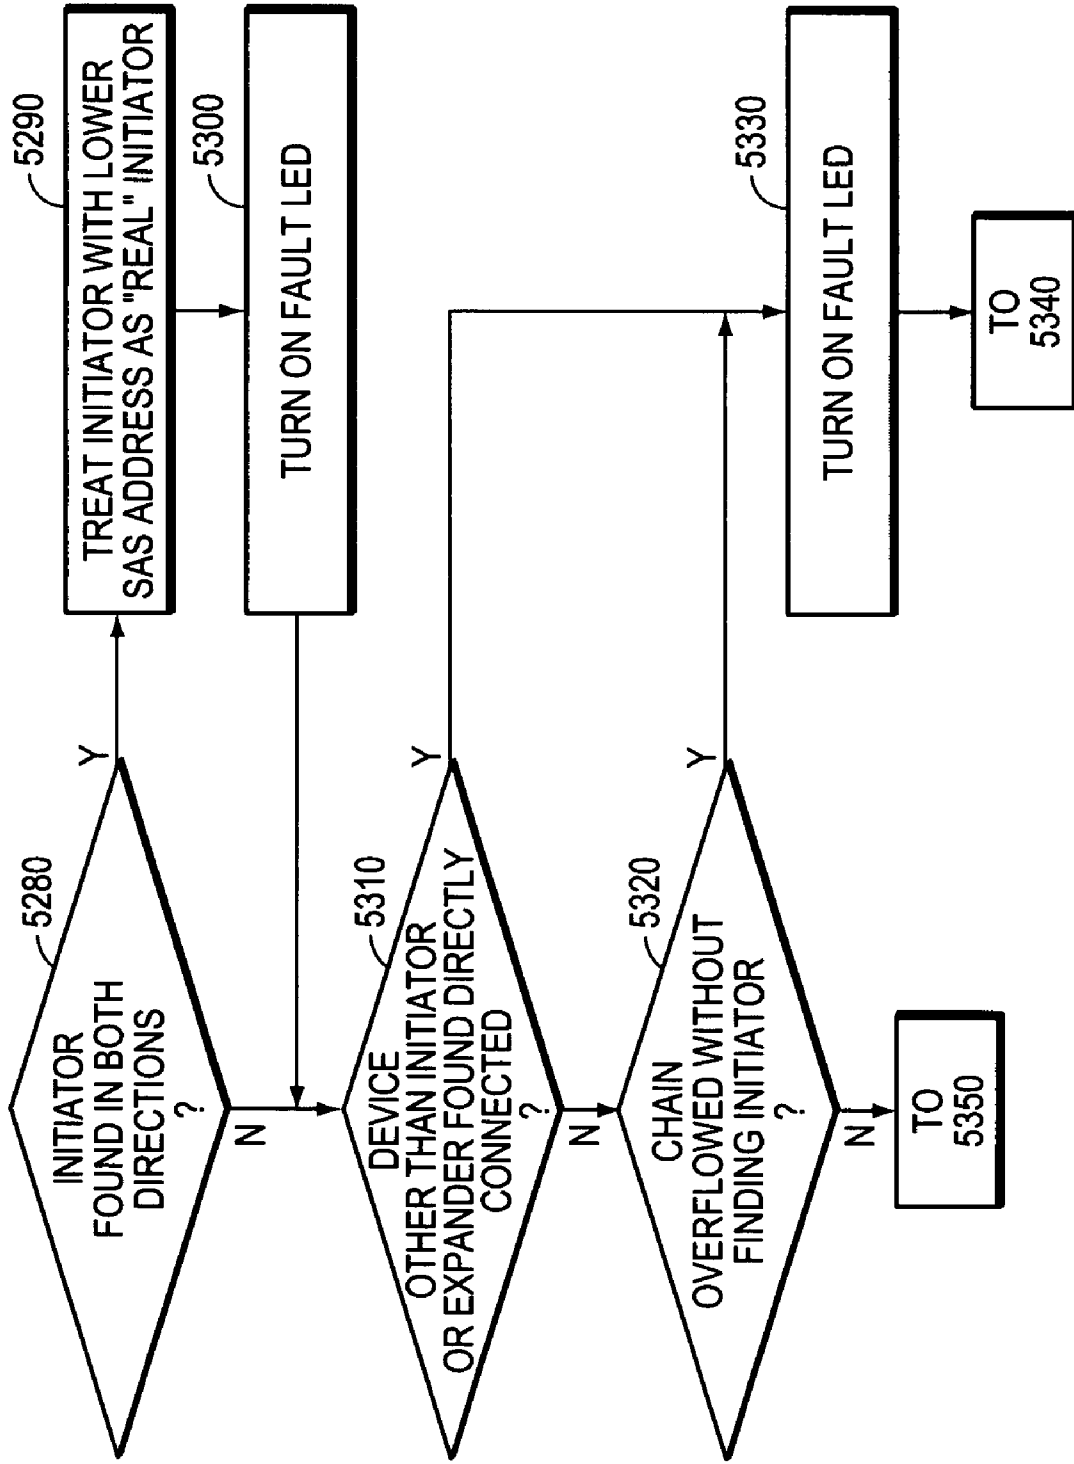 5280
INITIATOR
FOUND IN BOTH
DIRECTIONS
?
Y
N
5290
TREAT INITIATOR WITH LOWER
SAS ADDRESS AS "REAL" INITIATOR
5300
TURN ON FAULT LED
5310
DEVICE
OTHER THAN INITIATOR
OR EXPANDER FOUND DIRECTLY
CONNECTED
?
Y
N
5320
CHAIN
OVERFLOWED WITHOUT
FINDING INITIATOR
?
Y
N
5330
TURN ON FAULT LED
TO
5340
TO
5350